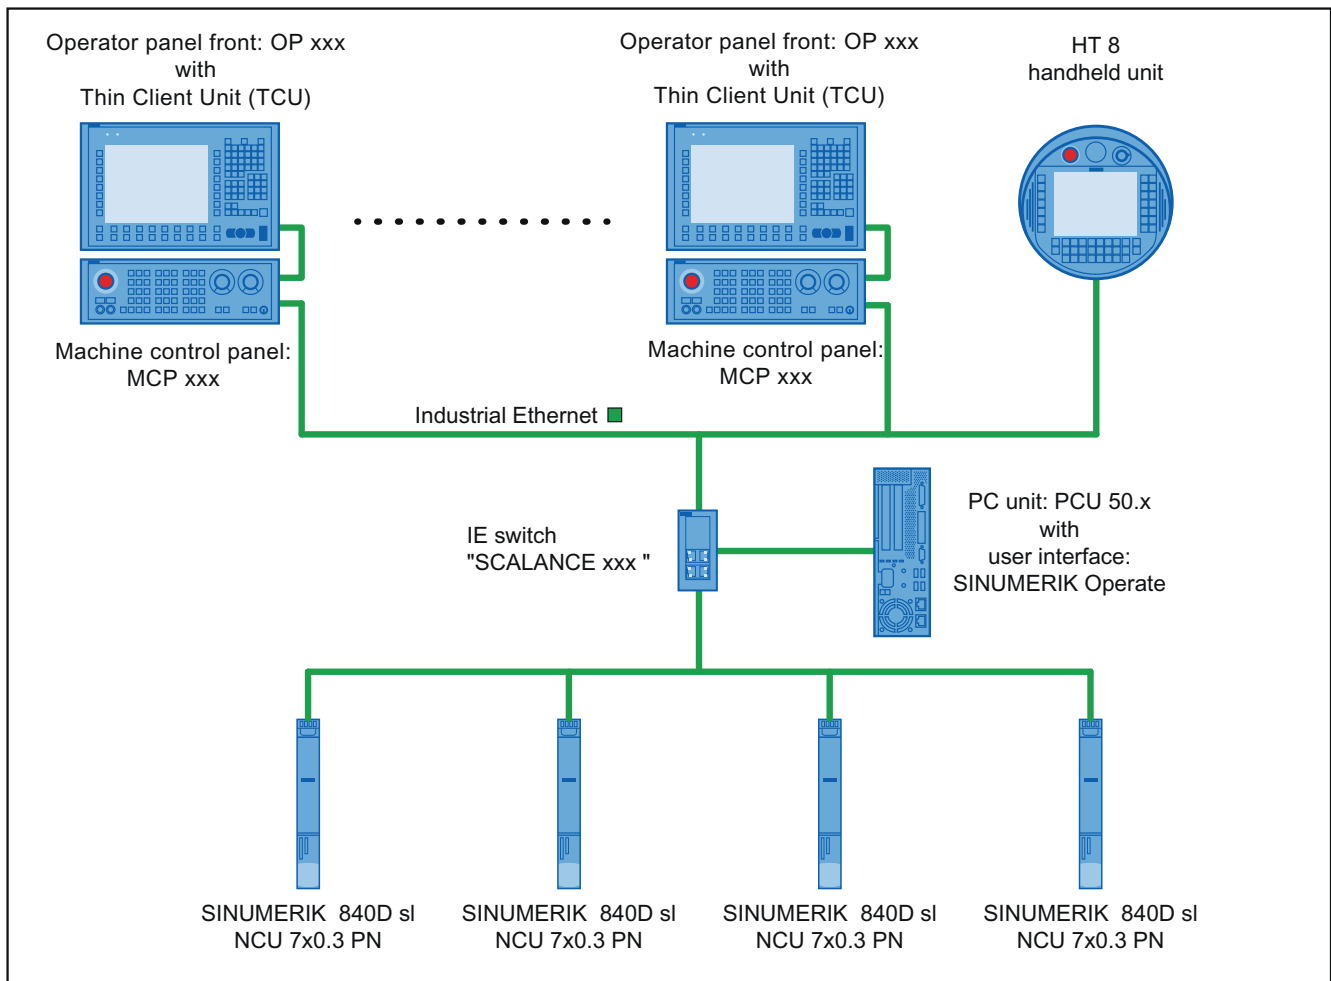 Operator panel front: OP xxx
with
Thin Client Unit (TCU)
Operator panel front: OP xxx
with
Thin Client Unit (TCU)
HT 8
handheld unit
Machine control panel:
MCP xxx
Machine control panel:
MCP xxx
Industrial Ethernet
IE switch
"SCALANCE xxx "
PC unit: PCU 50.x
with
user interface:
SINUMERIK Operate
SINUMERIK 840D sl
NCU 7x0.3 PN
SINUMERIK 840D sl
NCU 7x0.3 PN
SINUMERIK 840D sl
NCU 7x0.3 PN
SINUMERIK 840D sl
NCU 7x0.3 PN